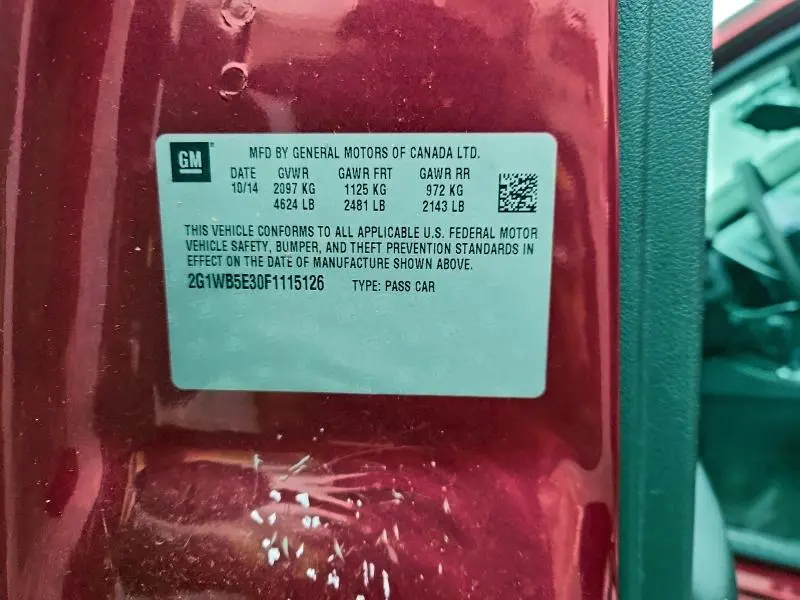 GM
MFD BY GENERAL MOTORS OF CANADA LTD.
DATE GVWR GAWR FRT GAWR RR
10/14 2097 KG 1125 KG 972 KG
4624 LB 2481 LB 2143 LB
THIS VEHICLE CONFORMS TO ALL APPLICABLE U.S. FEDERAL MOTOR
VEHICLE SAFETY, BUMPER, AND THEFT PREVENTION STANDARDS IN
EFFECT ON THE DATE OF MANUFACTURE SHOWN ABOVE.
2G1WB5E30F1115126 TYPE: PASS CAR